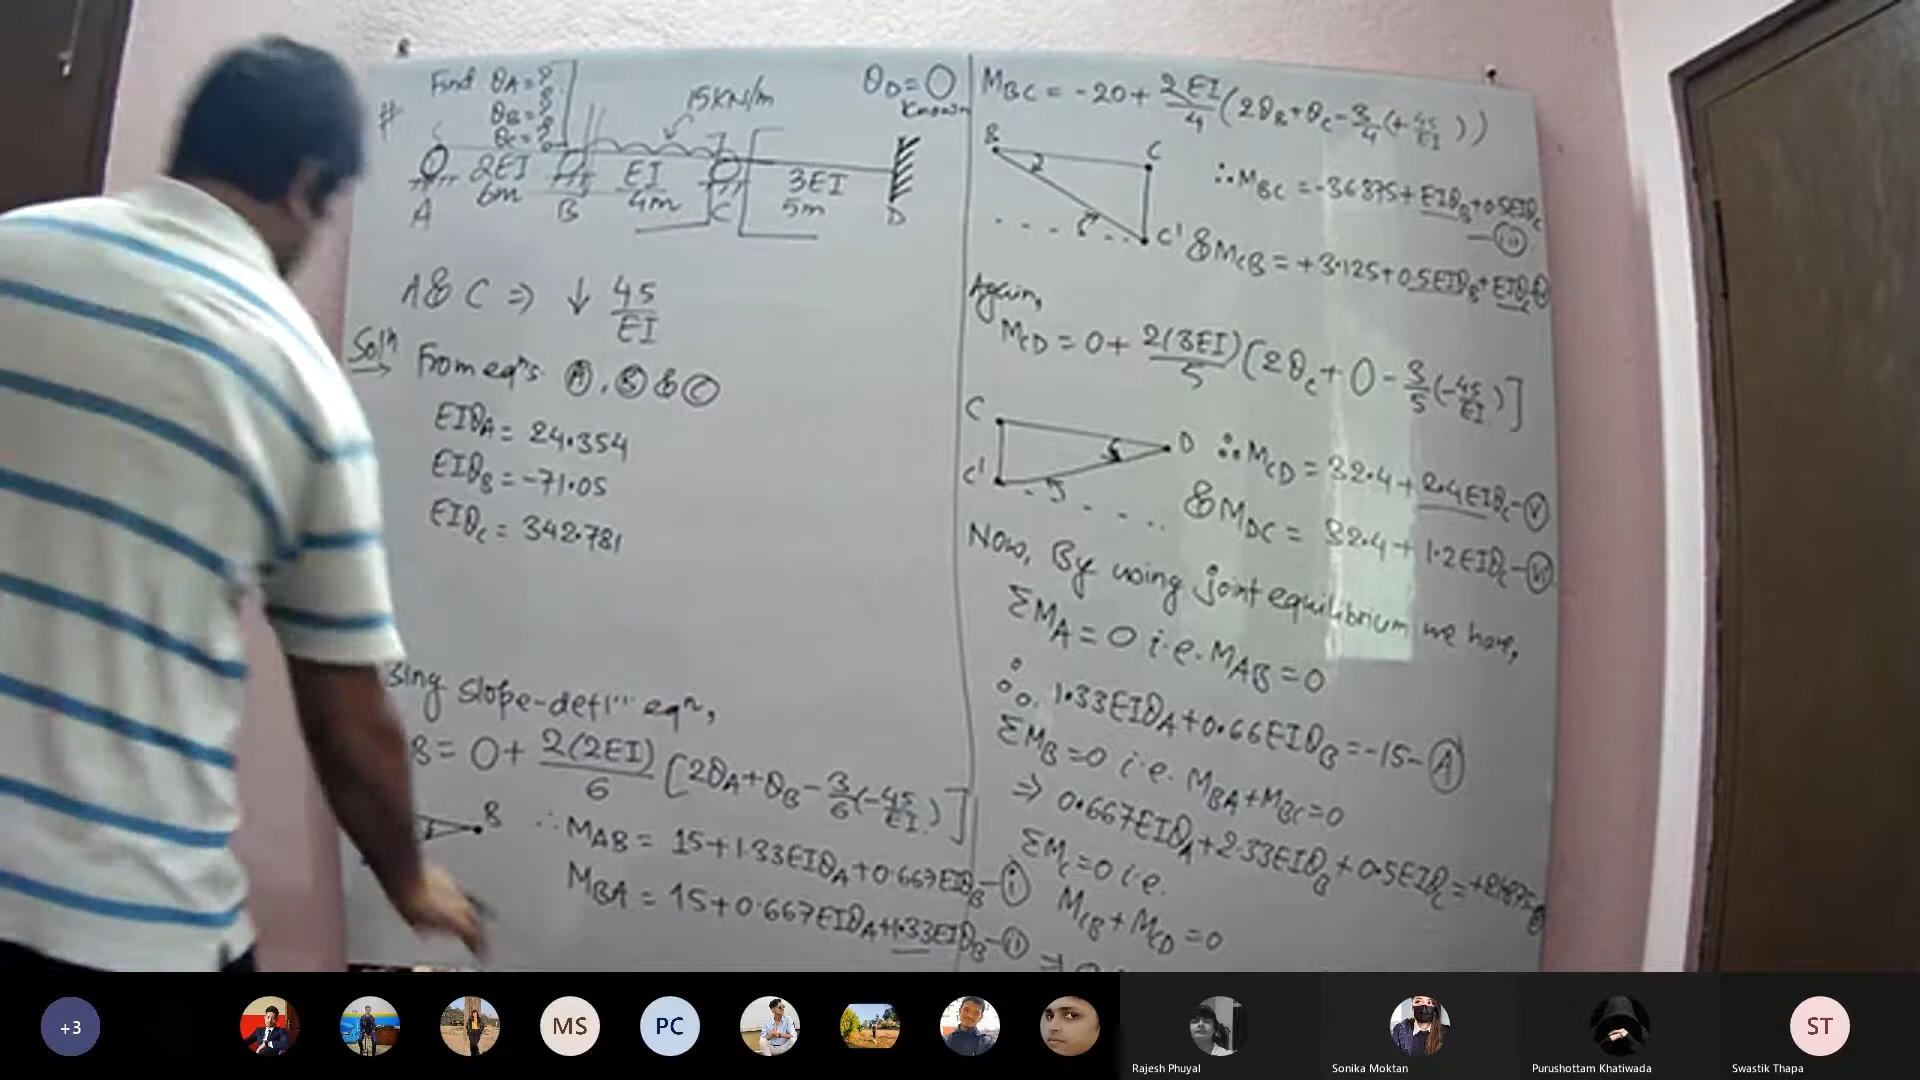 Find θA = ?
θB = ?
θC = ?
#
15KN/m
θD = 0
Known
2EI EI 3EI
6m 4m 5m
A B C D
A & C ⇒ ↓ 45/EI
Solⁿ From eqⁿs Ⓐ, Ⓑ & Ⓒ
EIθA = 24.354
EIθB = -71.05
EIθC = 342.781
sing slope-defⁿ eqⁿ,
B = 0 + 2(2EI)/6 [2θA + θB - 3/6(-45/EI)]
B
∴ MAB = 15 + 1.33EIθA + 0.667EIθB - (i)
MBA = 15 + 0.667EIθA + 1.33EIθB - (ii)
MBC = -20 + 2EI/4 (2θB + θC - 3/4(+45/EI))
B C
C'
∴ MBC = -36.875 + EIθB + 0.5EIθC
- (iii)
& MCB = +3.125 + 0.5EIθB + EIθC
Again,
MCD = 0 + 2(3EI)/5 [2θC + 0 - 3/5(-45/EI)]
C D
C'
∴ MCD = 32.4 + 2.4EIθC - (v)
& MDC = 32.4 + 1.2EIθC - (vi)
Now, By using joint equilibrium we have,
ΣMA = 0 i.e. MAB = 0
∴ 1.33EIθA + 0.66EIθB = -15 - Ⓐ
ΣMB = 0 i.e. MBA + MBC = 0
⇒ 0.667EIθA + 2.33EIθB + 0.5EIθC = +21.875
ΣMC = 0 i.e.
MCB + MCD = 0
+3
MS
PC
ST
Rajesh Phuyal
Sonika Moktan
Purushottam Khatiwada
Swastik Thapa